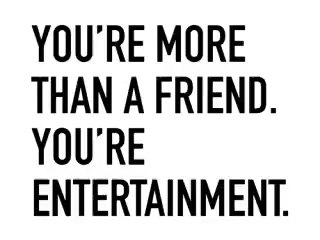 YOU’RE MORE
THAN A FRIEND.
YOU’RE
ENTERTAINMENT.